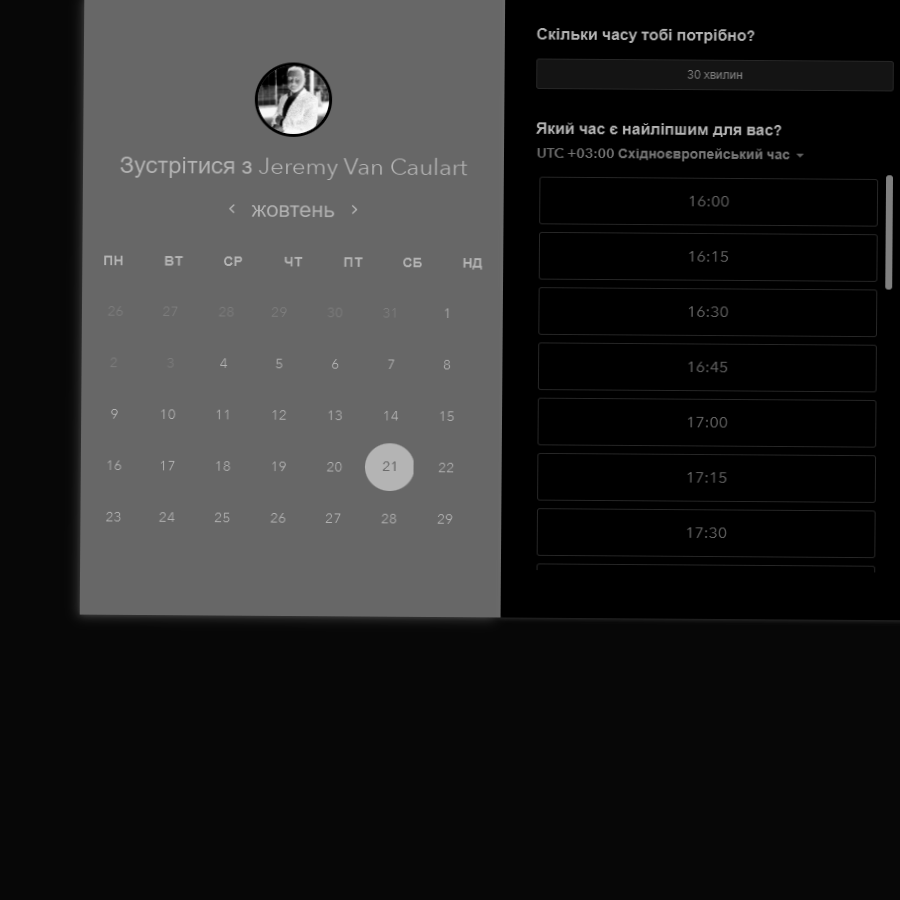 Зустрітися з Jeremy Van Caulart
жовтень
ПН ВТ СР ЧТ ПТ СБ НД
26 27 28 29 30 31 1
2 3 4 5 6 7 8
9 10 11 12 13 14 15
16 17 18 19 20 21 22
23 24 25 26 27 28 29
Скільки часу тобі потрібно?
30 хвилин
Який час є найліпшим для вас?
UTC +03:00 Східноєвропейський час
16:00
16:15
16:30
16:45
17:00
17:15
17:30